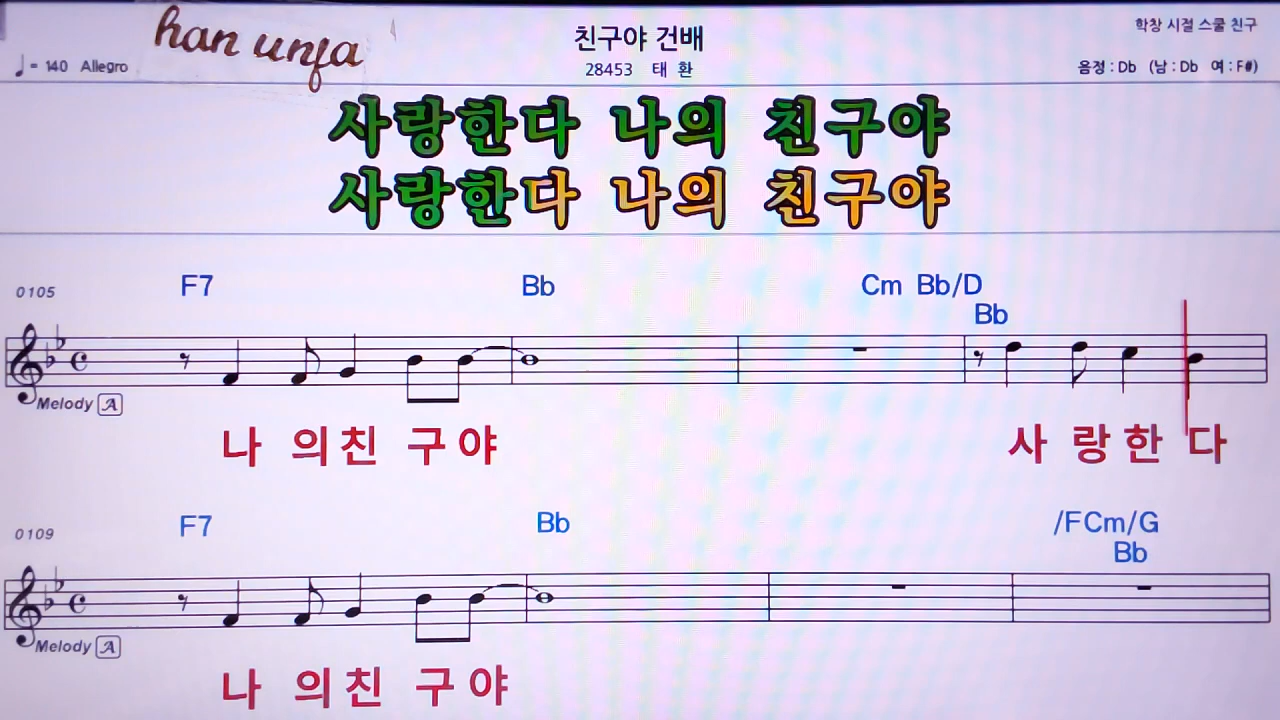 han unja
친구야 건배
학창 시절 스쿨 친구
♩= 140 Allegro
28453 태 환
음정 : Db (남 : Db 여 : F#)
사랑한다 나의 친구야
사랑한다 나의 친구야
0105 F7 Bb Cm Bb/D
Bb
Melody A
나 의 친 구 야 사 랑 한 다
0109 F7 Bb /F Cm/G
Bb
Melody A
나 의 친 구 야